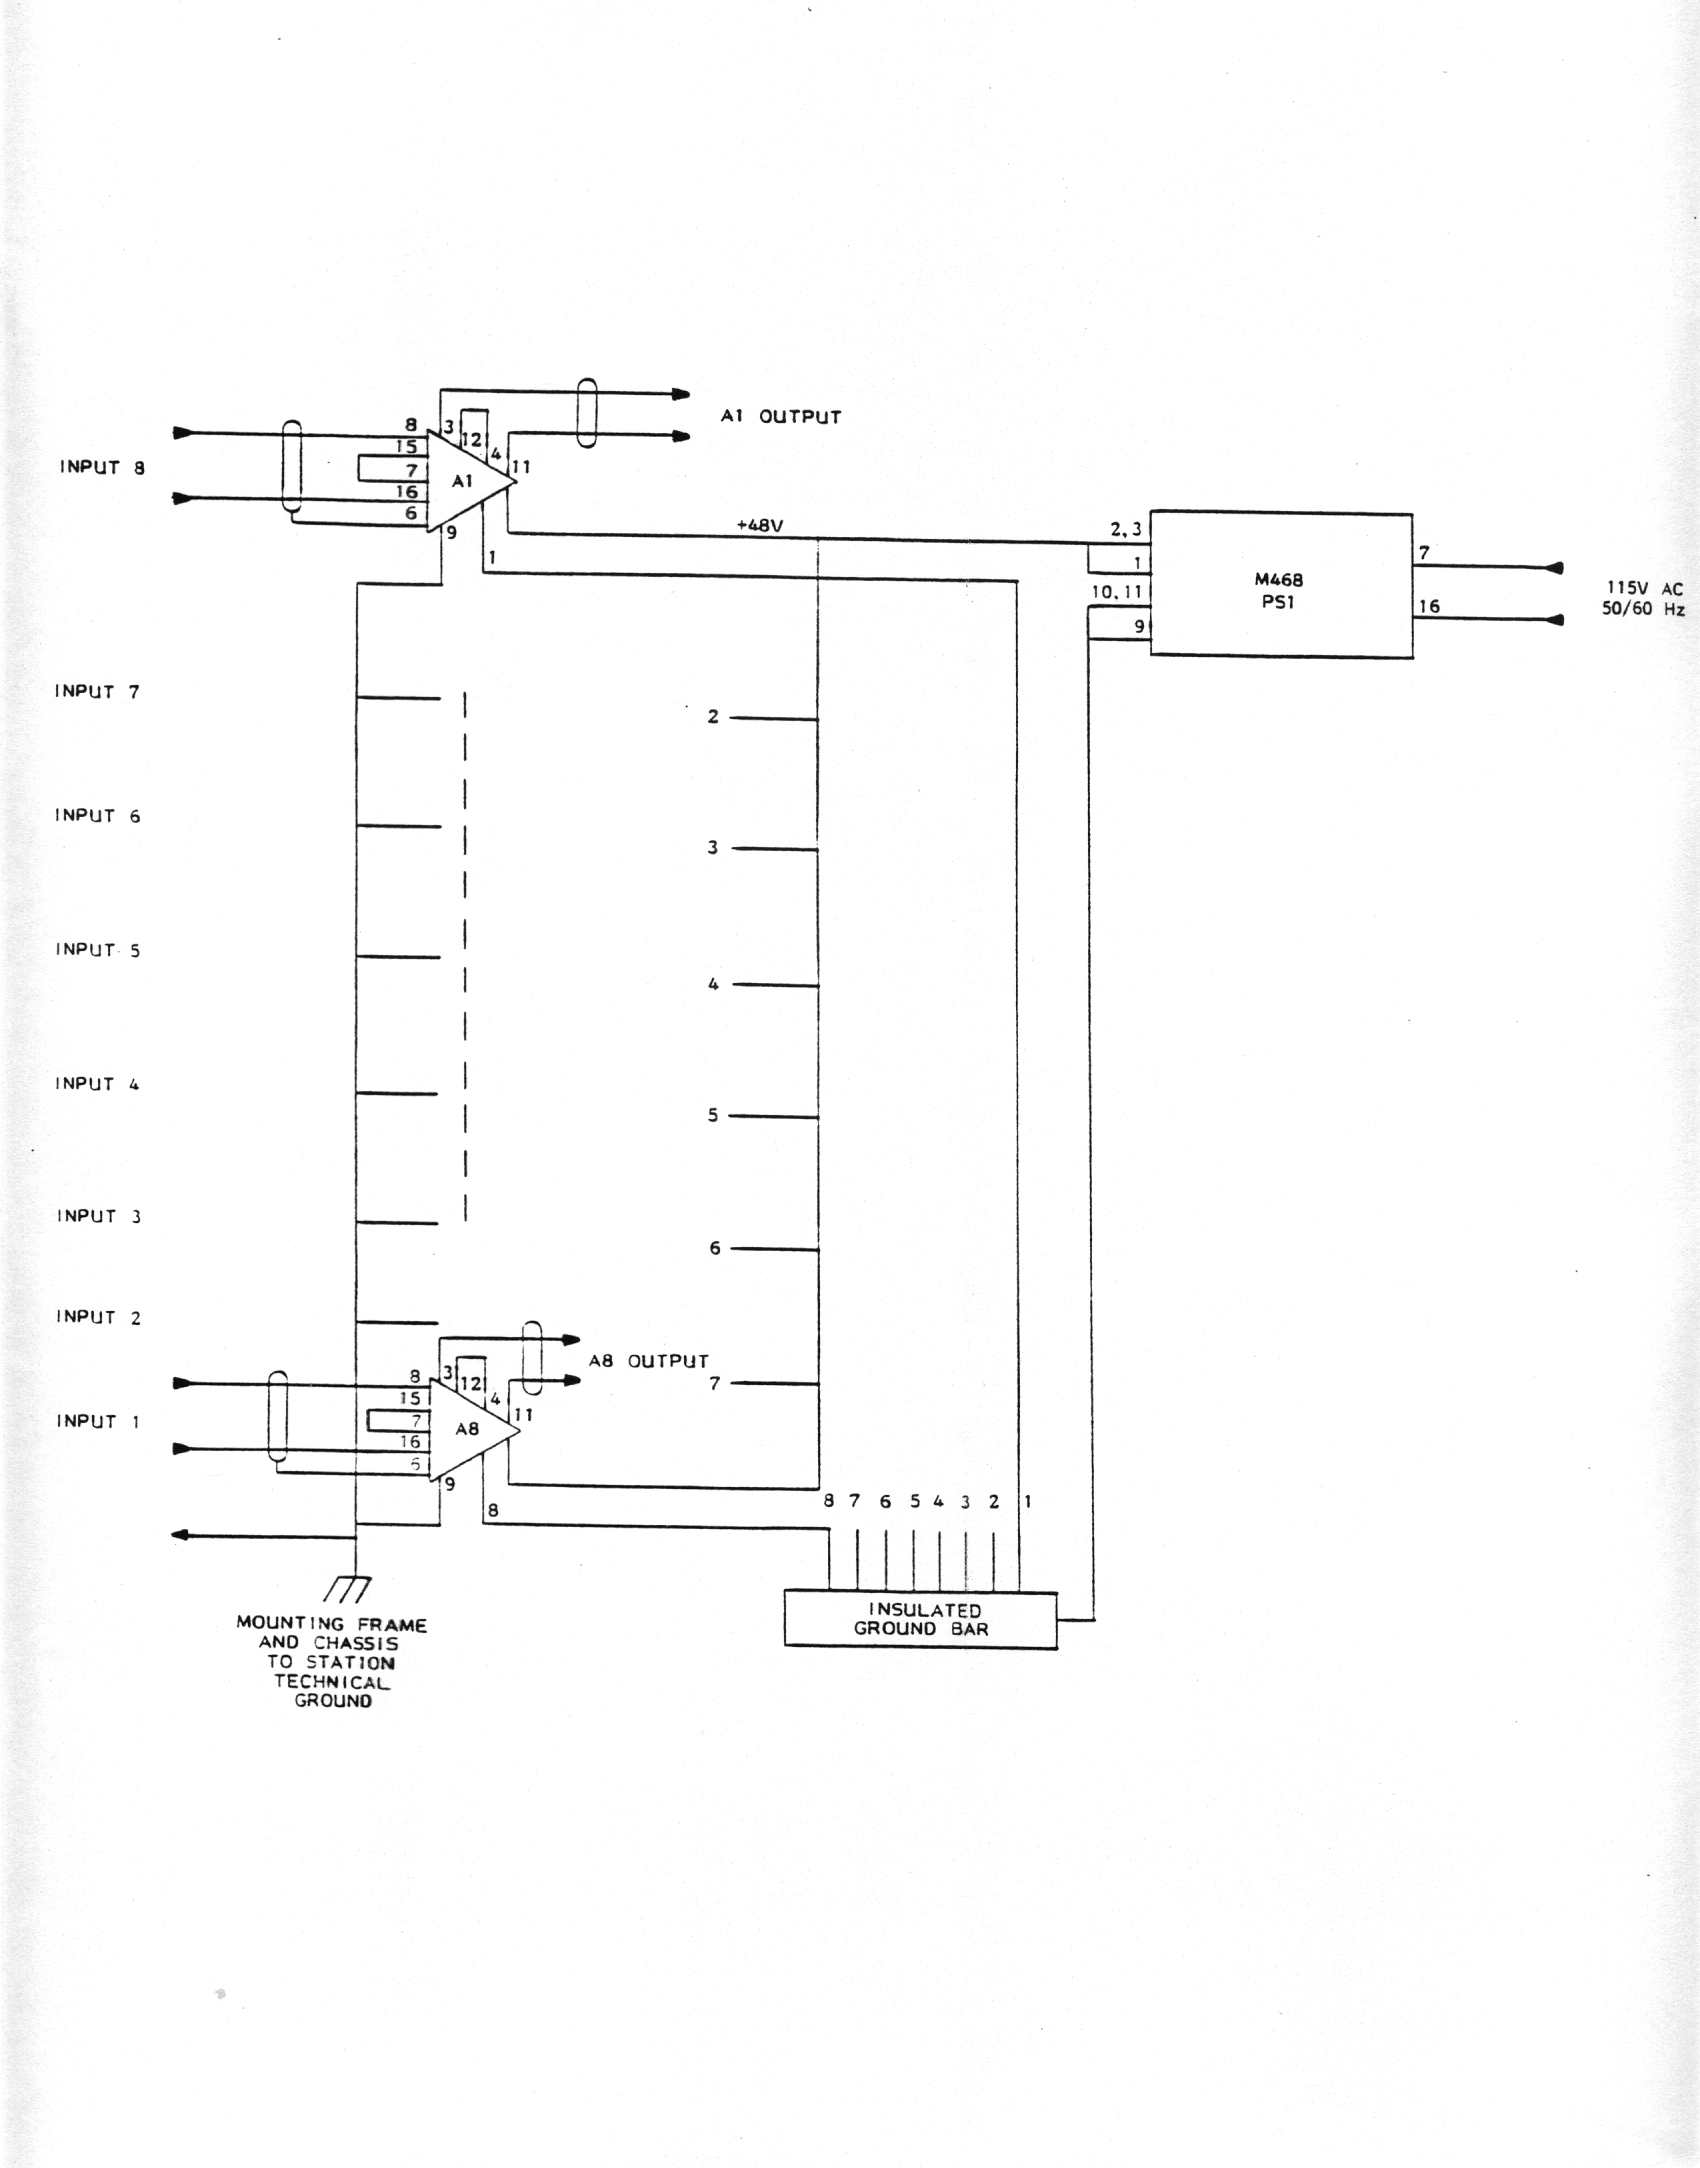 A1 OUTPUT
8
3
12
15
4
11
INPUT 8
7
A1
16
6
9
+48V
1
2,3
1
10,11
9
M468
PS1
7
16
115V AC
50/60 Hz
INPUT 7
2
INPUT 6
3
INPUT 5
4
INPUT 4
5
INPUT 3
6
INPUT 2
A8 OUTPUT
7
8
3
12
15
4
11
INPUT 1
7
A8
16
6
9
8
8 7 6 5 4 3 2 1
INSULATED
GROUND BAR
MOUNTING FRAME
AND CHASSIS
TO STATION
TECHNICAL
GROUND